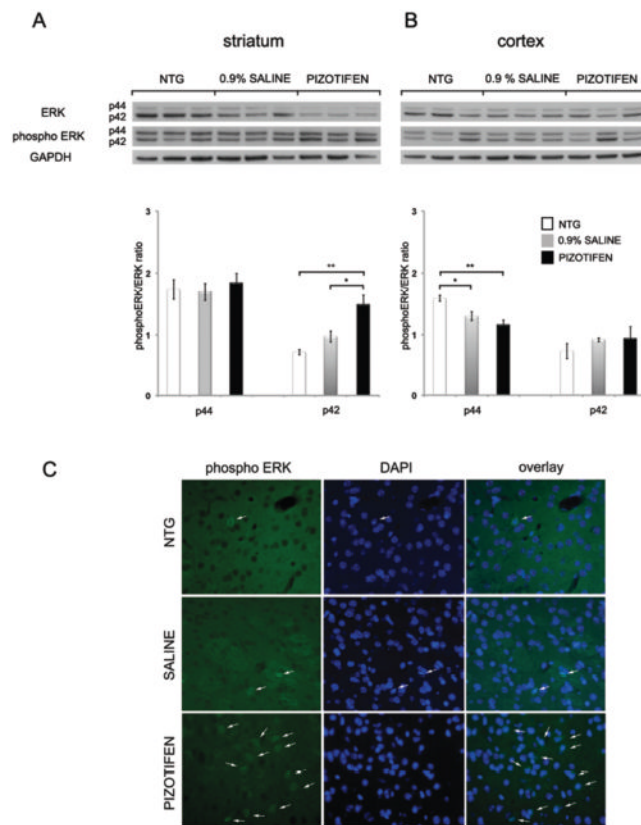 A
B
striatum
cortex
NTG 0.9% SALINE PIZOTIFEN
NTG 0.9 % SALINE PIZOTIFEN
ERK p44
p42
phospho ERK p44
p42
GAPDH
phosphoERK/ERK ratio
3
2
1
0
p44 p42
** 
*
phosphoERK/ERK ratio
3
2
1
0
p44 p42
**
*
NTG
0.9% SALINE
PIZOTIFEN
C
phospho ERK DAPI overlay
NTG
SALINE
PIZOTIFEN